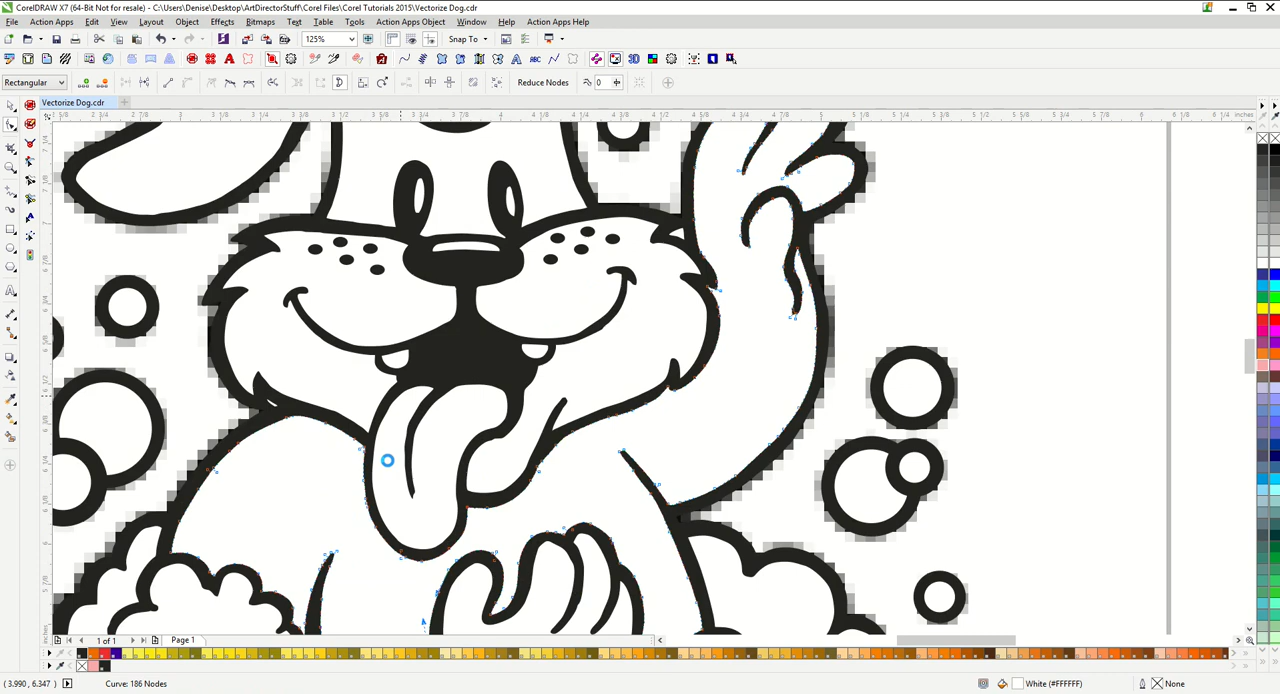 CorelDRAW X7 (64-Bit Not for resale) - C:\Users\Denise\Desktop\ArtDirectorStuff\Corel Files\Corel Tutorials 2015\Vectorize Dog.cdr
File Action Apps Edit View Layout Object Effects Bitmaps Text Table Tools Action Apps Object Window Action Apps Help
125% Snap To
Rectangular Reduce Nodes 0
Vectorize Dog.cdr
inches
1 of 1 Page 1
(3.990, 6.347) Curve: 186 Nodes White (#FFFFFF) None